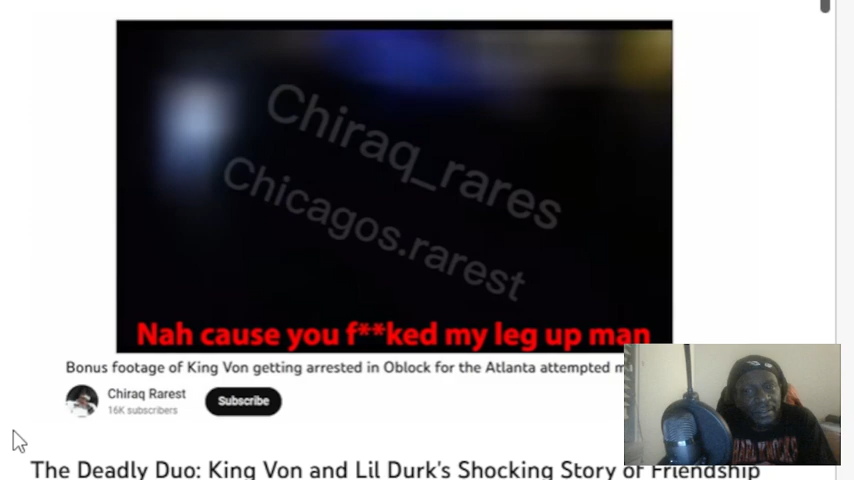 Chiraq_rares
Chicagos.rarest
Nah cause you f**ked my leg up man
Bonus footage of King Von getting arrested in Oblock for the Atlanta attempted
Chiraq Rarest
16K subscribers
Subscribe
HARD KNOCKS
The Deadly Duo: King Von and Lil Durk's Shocking Story of Friendship